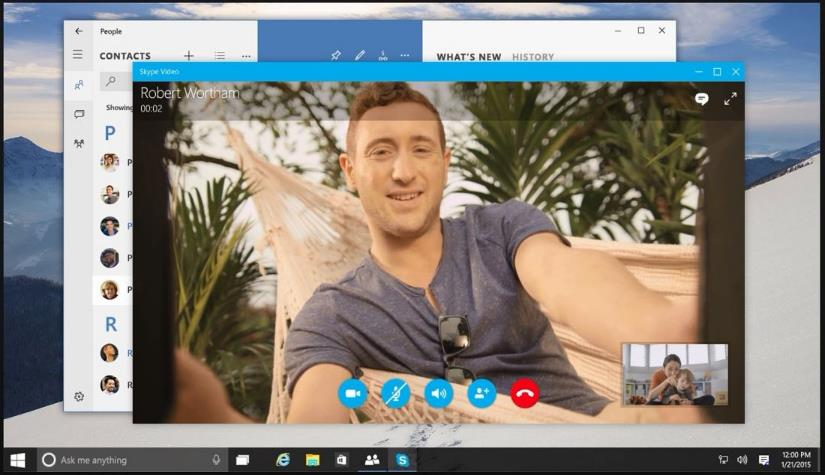 People
CONTACTS
WHAT'S NEW HISTORY
Skype Video
Robert Wortham
00:02
Showing
P
P
P
P
P
P
R
R
R
Ask me anything
12:00 PM
1/21/2015